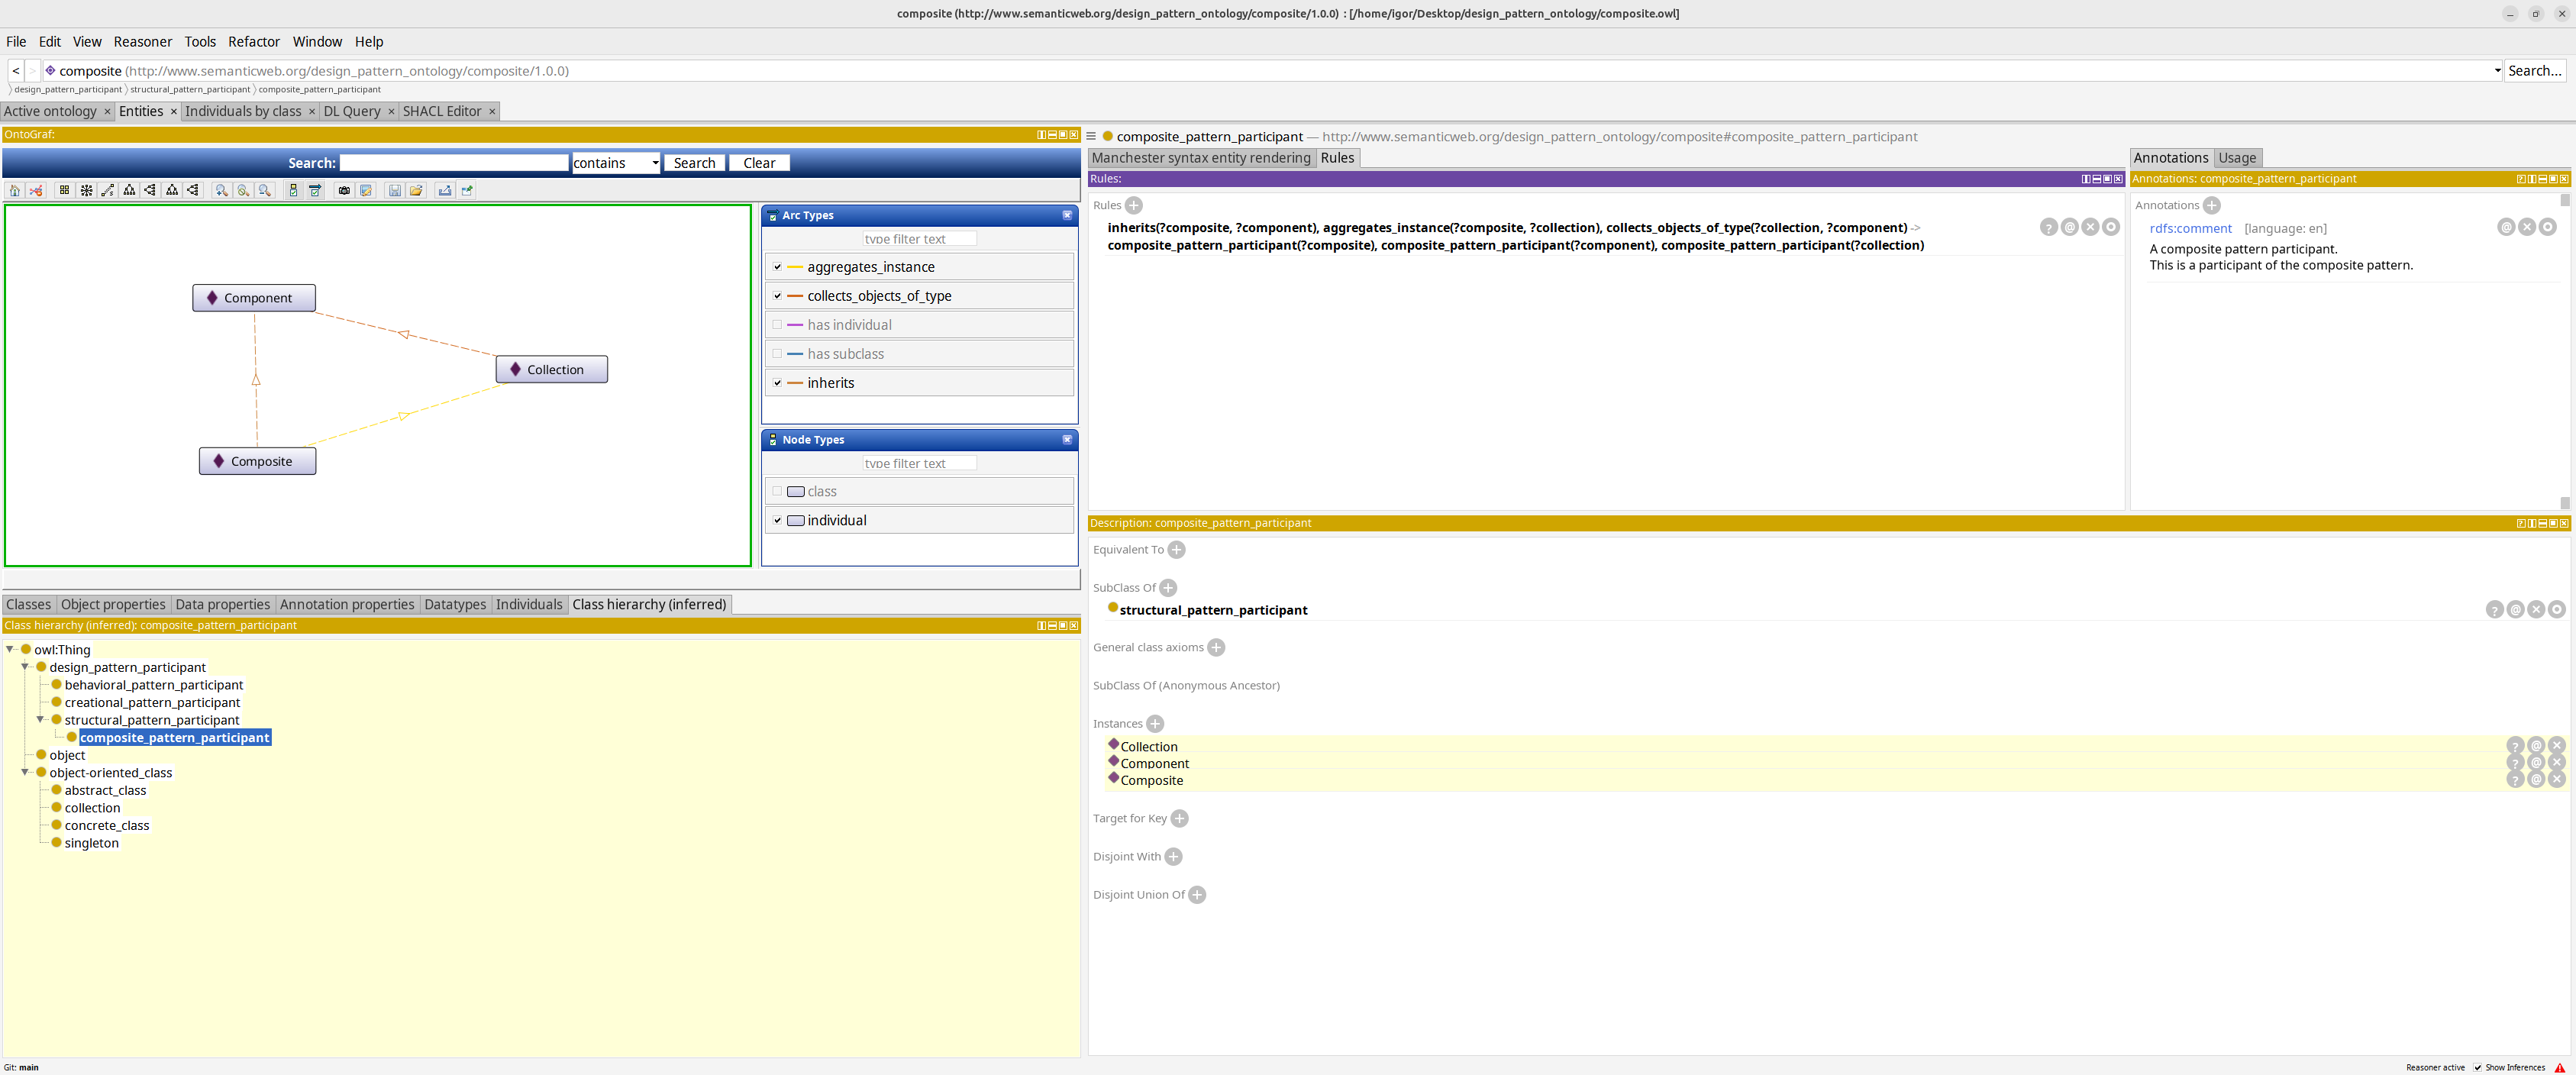 composite (http://www.semanticweb.org/design_pattern_ontology/composite/1.0.0) : [/home/igor/Desktop/design_pattern_ontology/composite.owl]
File Edit View Reasoner Tools Refactor Window Help
< > composite (http://www.semanticweb.org/design_pattern_ontology/composite/1.0.0) Search...
design_pattern_participant structural_pattern_participant composite_pattern_participant
Active ontology × Entities × Individuals by class × DL Query × SHACL Editor ×
OntoGraf:
Search: contains Search Clear
Component
Collection
Composite
Arc Types
type filter text
aggregates_instance
collects_objects_of_type
has individual
has subclass
inherits
Node Types
type filter text
class
individual
Classes Object properties Data properties Annotation properties Datatypes Individuals Class hierarchy (inferred)
Class hierarchy (inferred): composite_pattern_participant
owl:Thing
design_pattern_participant
behavioral_pattern_participant
creational_pattern_participant
structural_pattern_participant
composite_pattern_participant
object
object-oriented_class
abstract_class
collection
concrete_class
singleton
composite_pattern_participant — http://www.semanticweb.org/design_pattern_ontology/composite#composite_pattern_participant
Manchester syntax entity rendering Rules
Rules:
Rules
inherits(?composite, ?component), aggregates_instance(?composite, ?collection), collects_objects_of_type(?collection, ?component) ->
composite_pattern_participant(?composite), composite_pattern_participant(?component), composite_pattern_participant(?collection)
Annotations Usage
Annotations: composite_pattern_participant
Annotations
rdfs:comment [language: en]
A composite pattern participant.
This is a participant of the composite pattern.
Description: composite_pattern_participant
Equivalent To
SubClass Of
structural_pattern_participant
General class axioms
SubClass Of (Anonymous Ancestor)
Instances
Collection
Component
Composite
Target for Key
Disjoint With
Disjoint Union Of
Git: main
Reasoner active Show Inferences